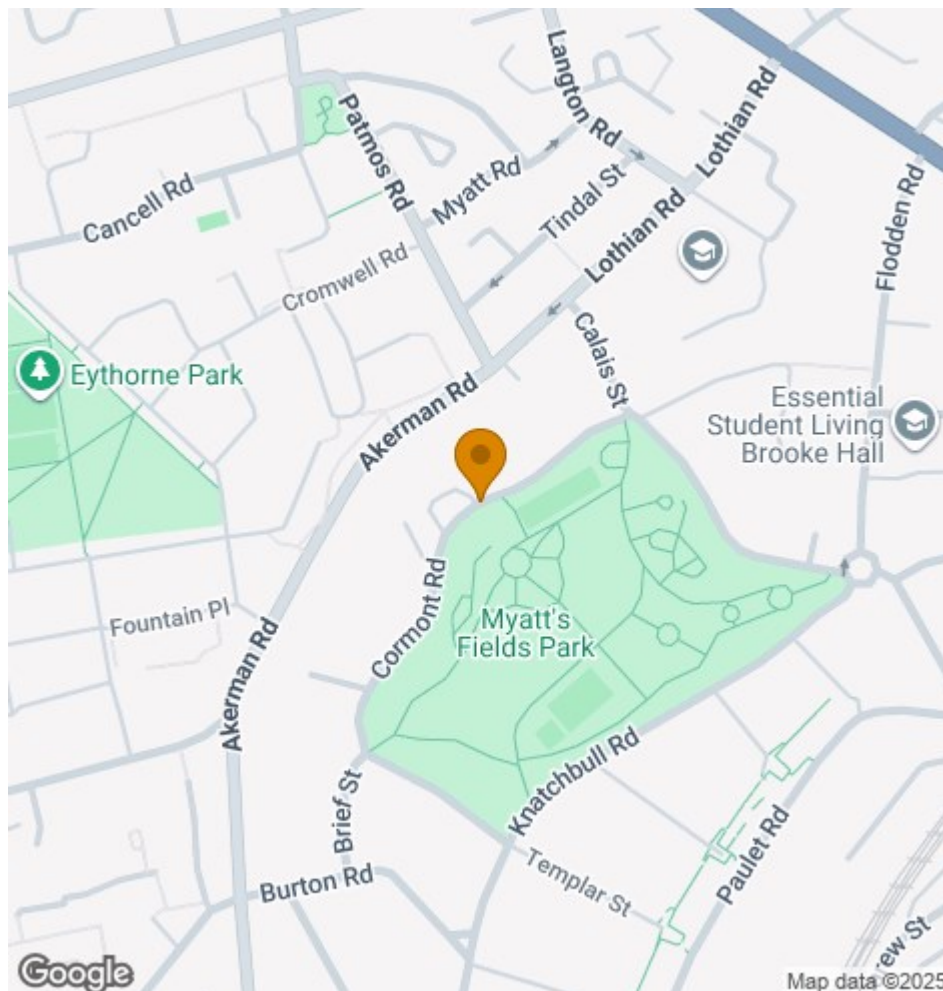 Langton Rd
Lothian Rd
Patmos Rd
Myatt Rd
Tindal St
Cancell Rd
Flodden Rd
Lothian Rd
Cromwell Rd
Calais St
Eythorne Park
Essential
Student Living
Brooke Hall
Akerman Rd
Cormont Rd
Fountain Pl
Myatt's
Fields Park
Akerman Rd
Knatchbull Rd
Brief St
Paulet Rd
Burton Rd
Templar St
rew St
Google
Map data ©2025